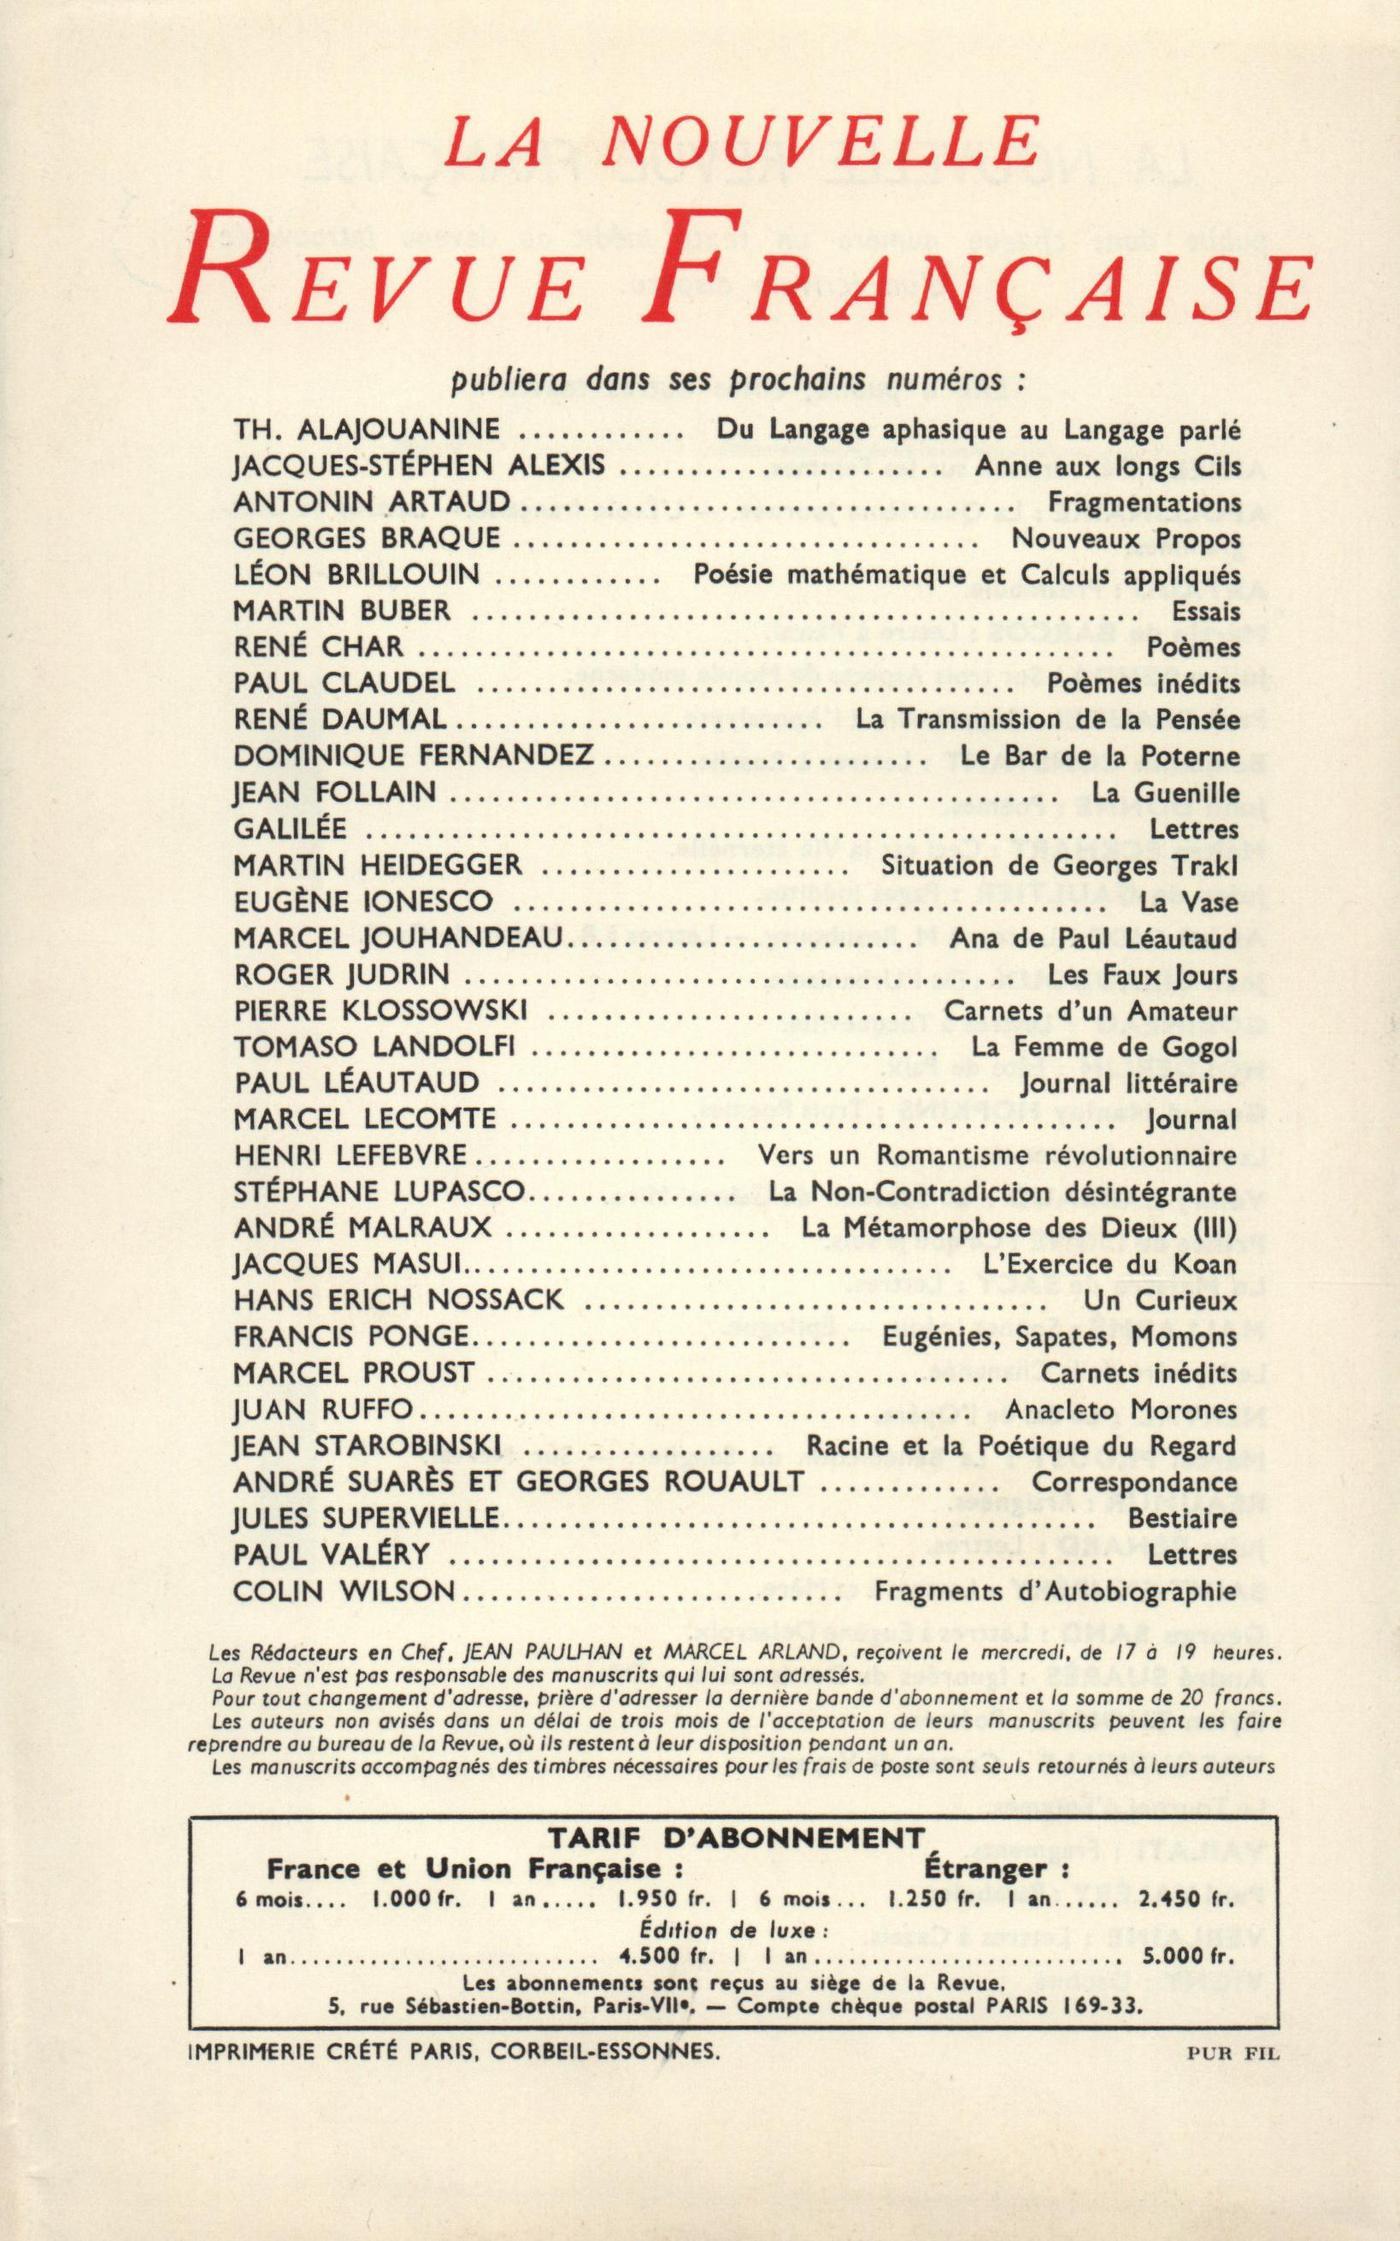 LA NOUVELLE
REVUE FRANÇAISE
publiera dans ses prochains numéros :
TH. ALAJOUANINE ............ Du Langage aphasique au Langage parlé
JACQUES-STÉPHEN ALEXIS ....................... Anne aux longs Cils
ANTONIN ARTAUD ................................... Fragmentations
GEORGES BRAQUE ................................. Nouveaux Propos
LÉON BRILLOUIN ............ Poésie mathématique et Calculs appliqués
MARTIN BUBER ............................................... Essais
RENÉ CHAR ................................................. Poèmes
PAUL CLAUDEL ...................................... Poèmes inédits
RENÉ DAUMAL .......................... La Transmission de la Pensée
DOMINIQUE FERNANDEZ ....................... Le Bar de la Poterne
JEAN FOLLAIN ........................................... La Guenille
GALILÉE ..................................................... Lettres
MARTIN HEIDEGGER ...................... Situation de Georges Trakl
EUGÈNE IONESCO .......................................... La Vase
MARCEL JOUHANDEAU......................... Ana de Paul Léautaud
ROGER JUDRIN ....................................... Les Faux Jours
PIERRE KLOSSOWSKI .......................... Carnets d'un Amateur
TOMASO LANDOLFI ............................. La Femme de Gogol
PAUL LÉAUTAUD ................................... Journal littéraire
MARCEL LECOMTE ........................................... Journal
HENRI LEFEBVRE.................. Vers un Romantisme révolutionnaire
STÉPHANE LUPASCO............... La Non-Contradiction désintégrante
ANDRÉ MALRAUX ................... La Métamorphose des Dieux (III)
JACQUES MASUI.................................. L'Exercice du Koan
HANS ERICH NOSSACK ................................. Un Curieux
FRANCIS PONGE........................... Eugénies, Sapates, Momons
MARCEL PROUST ..................................... Carnets inédits
JUAN RUFFO....................................... Anacleto Morones
JEAN STAROBINSKI .................. Racine et la Poétique du Regard
ANDRÉ SUARÈS ET GEORGES ROUAULT ............. Correspondance
JULES SUPERVIELLE.......................................... Bestiaire
PAUL VALÉRY ............................................... Lettres
COLIN WILSON........................... Fragments d'Autobiographie
Les Rédacteurs en Chef, JEAN PAULHAN et MARCEL ARLAND, reçoivent le mercredi, de 17 à 19 heures.
La Revue n'est pas responsable des manuscrits qui lui sont adressés.
Pour tout changement d'adresse, prière d'adresser la dernière bande d'abonnement et la somme de 20 francs.
Les auteurs non avisés dans un délai de trois mois de l'acceptation de leurs manuscrits peuvent les faire
reprendre au bureau de la Revue, où ils restent à leur disposition pendant un an.
Les manuscrits accompagnés des timbres nécessaires pour les frais de poste sont seuls retournés à leurs auteurs
TARIF D'ABONNEMENT
France et Union Française : Étranger :
6 mois.... 1.000 fr. 1 an ..... 1.950 fr. | 6 mois ... 1.250 fr. 1 an ...... 2.450 fr.
Édition de luxe :
1 an.......................... 4.500 fr. | 1 an .......................... 5.000 fr.
Les abonnements sont reçus au siège de la Revue,
5, rue Sébastien-Bottin, Paris-VIIe. — Compte chèque postal PARIS 169-33.
IMPRIMERIE CRÉTÉ PARIS, CORBEIL-ESSONNES. PUR FIL